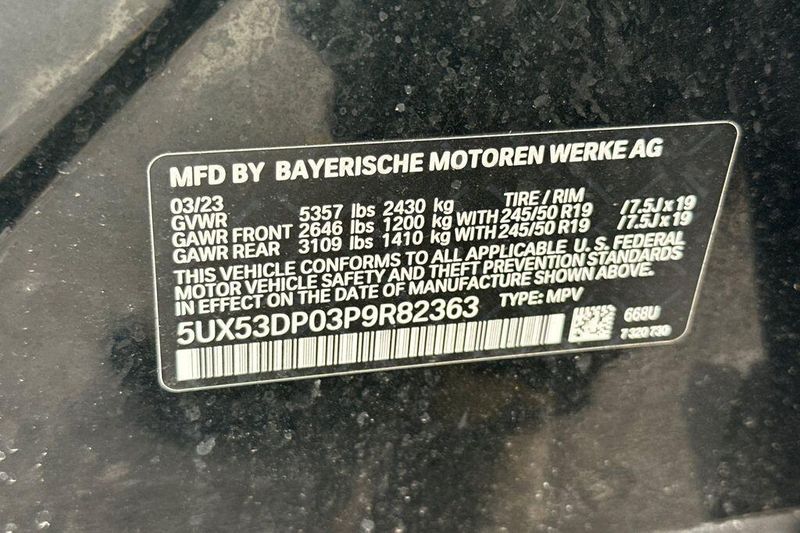 MFD BY BAYERISCHE MOTOREN WERKE AG
03/23 TIRE / RIM
GVWR 5357 lbs 2430 kg
GAWR FRONT 2646 lbs 1200 kg WITH 245/50 R19 /7.5J x 19
GAWR REAR 3109 lbs 1410 kg WITH 245/50 R19 /7.5J x 19
THIS VEHICLE CONFORMS TO ALL APPLICABLE U. S. FEDERAL
MOTOR VEHICLE SAFETY AND THEFT PREVENTION STANDARDS
IN EFFECT ON THE DATE OF MANUFACTURE SHOWN ABOVE.
5UX53DP03P9R82363 TYPE: MPV
668U
7 320 730